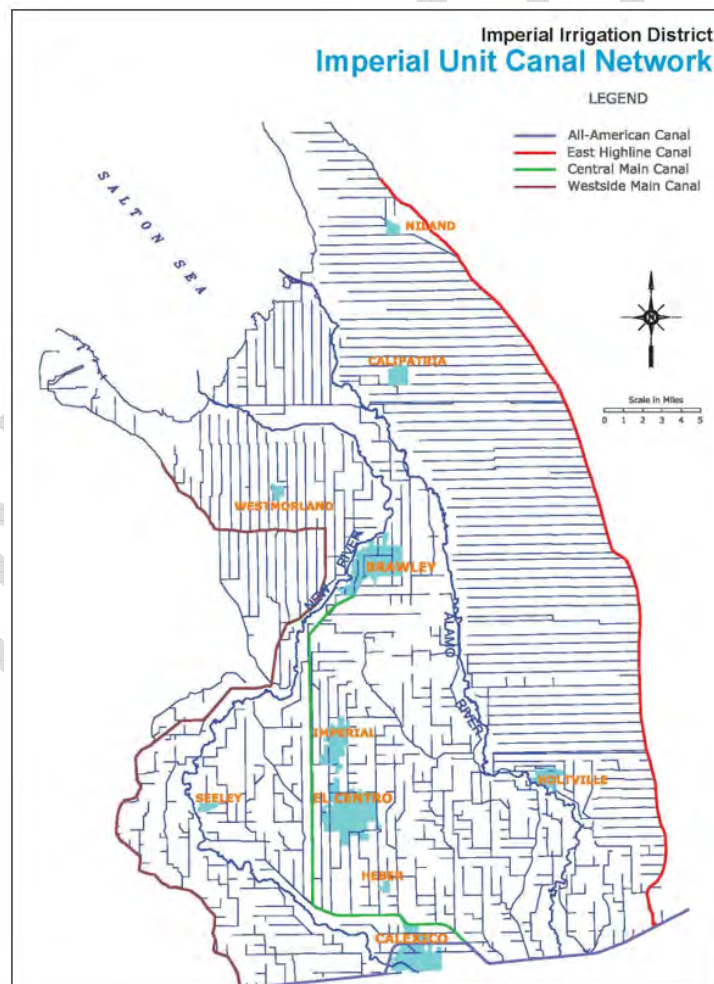 Imperial Irrigation District
Imperial Unit Canal Network
LEGEND
All-American Canal
East Highline Canal
Central Main Canal
Westside Main Canal
SALTON SEA
NILAND
N
CALIPATRIA
Scale in Miles
0 1 2 3 4 5
WESTMORLAND
BRAWLEY
NEW RIVER
ALAMO RIVER
IMPERIAL
HOLTVILLE
SEELEY
EL CENTRO
HEBER
CALEXICO